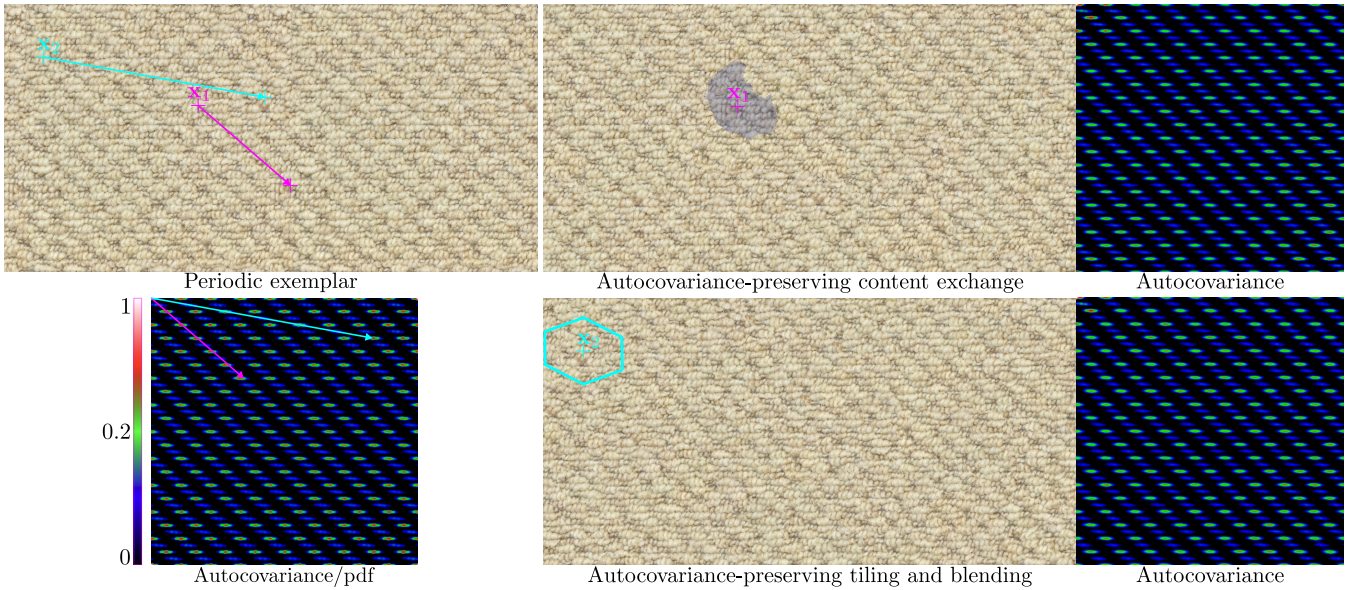 x₂
x₁
x₁
Periodic exemplar
Autocovariance-preserving content exchange
Autocovariance
1
0.2
0
x₂
Autocovariance/pdf
Autocovariance-preserving tiling and blending
Autocovariance